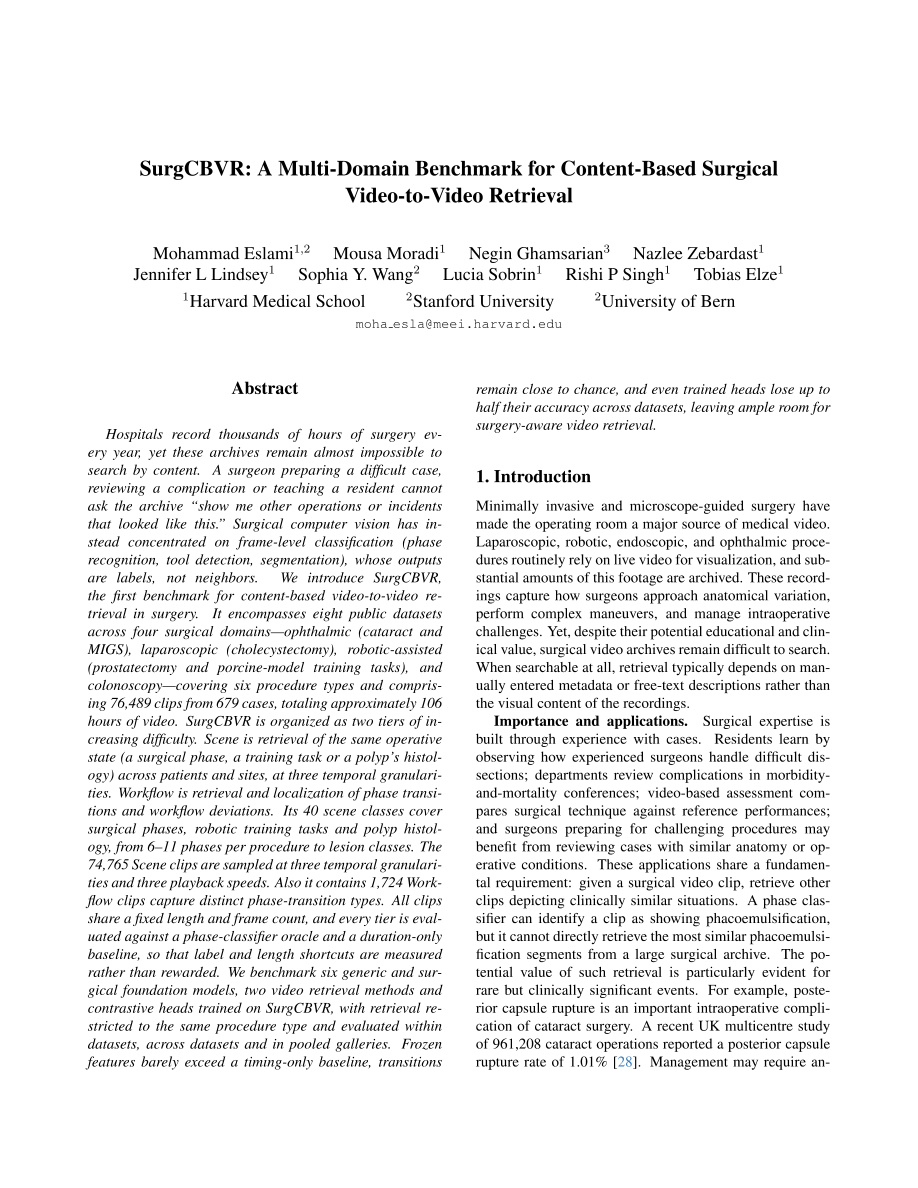 SurgCBVR: A Multi-Domain Benchmark for Content-Based Surgical
Video-to-Video Retrieval
Mohammad Eslami1,2 Mousa Moradi1 Negin Ghamsarian3 Nazlee Zebardast1
Jennifer L Lindsey1 Sophia Y. Wang2 Lucia Sobrin1 Rishi P Singh1 Tobias Elze1
1Harvard Medical School 2Stanford University 2University of Bern
moha_esla@meei.harvard.edu
Abstract
Hospitals record thousands of hours of surgery ev-
ery year, yet these archives remain almost impossible to
search by content. A surgeon preparing a difficult case,
reviewing a complication or teaching a resident cannot
ask the archive “show me other operations or incidents
that looked like this.” Surgical computer vision has in-
stead concentrated on frame-level classification (phase
recognition, tool detection, segmentation), whose outputs
are labels, not neighbors. We introduce SurgCBVR,
the first benchmark for content-based video-to-video re-
trieval in surgery. It encompasses eight public datasets
across four surgical domains—ophthalmic (cataract and
MIGS), laparoscopic (cholecystectomy), robotic-assisted
(prostatectomy and porcine-model training tasks), and
colonoscopy—covering six procedure types and compris-
ing 76,489 clips from 679 cases, totaling approximately 106
hours of video. SurgCBVR is organized as two tiers of in-
creasing difficulty. Scene is retrieval of the same operative
state (a surgical phase, a training task or a polyp’s histol-
ogy) across patients and sites, at three temporal granulari-
ties. Workflow is retrieval and localization of phase transi-
tions and workflow deviations. Its 40 scene classes cover
surgical phases, robotic training tasks and polyp histol-
ogy, from 6–11 phases per procedure to lesion classes. The
74,765 Scene clips are sampled at three temporal granulari-
ties and three playback speeds. Also it contains 1,724 Work-
flow clips capture distinct phase-transition types. All clips
share a fixed length and frame count, and every tier is eval-
uated against a phase-classifier oracle and a duration-only
baseline, so that label and length shortcuts are measured
rather than rewarded. We benchmark six generic and sur-
gical foundation models, two video retrieval methods and
contrastive heads trained on SurgCBVR, with retrieval re-
stricted to the same procedure type and evaluated within
datasets, across datasets and in pooled galleries. Frozen
features barely exceed a timing-only baseline, transitions
remain close to chance, and even trained heads lose up to
half their accuracy across datasets, leaving ample room for
surgery-aware video retrieval.
1. Introduction
Minimally invasive and microscope-guided surgery have
made the operating room a major source of medical video.
Laparoscopic, robotic, endoscopic, and ophthalmic proce-
dures routinely rely on live video for visualization, and sub-
stantial amounts of this footage are archived. These record-
ings capture how surgeons approach anatomical variation,
perform complex maneuvers, and manage intraoperative
challenges. Yet, despite their potential educational and clin-
ical value, surgical video archives remain difficult to search.
When searchable at all, retrieval typically depends on man-
ually entered metadata or free-text descriptions rather than
the visual content of the recordings.
Importance and applications. Surgical expertise is
built through experience with cases. Residents learn by
observing how experienced surgeons handle difficult dis-
sections; departments review complications in morbidity-
and-mortality conferences; video-based assessment com-
pares surgical technique against reference performances;
and surgeons preparing for challenging procedures may
benefit from reviewing cases with similar anatomy or op-
erative conditions. These applications share a fundamen-
tal requirement: given a surgical video clip, retrieve other
clips depicting clinically similar situations. A phase clas-
sifier can identify a clip as showing phacoemulsification,
but it cannot directly retrieve the most similar phacoemulsi-
fication segments from a large surgical archive. The po-
tential value of such retrieval is particularly evident for
rare but clinically significant events. For example, poste-
rior capsule rupture is an important intraoperative compli-
cation of cataract surgery. A recent UK multicentre study
of 961,208 cataract operations reported a posterior capsule
rupture rate of 1.01% [28]. Management may require an-